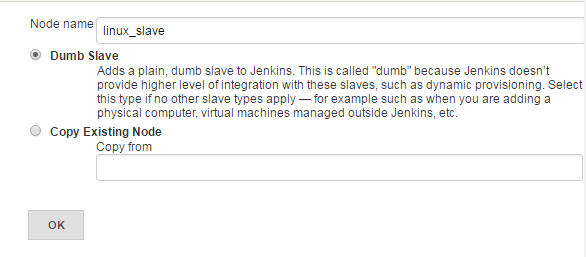 Node name linux_slave
Dumb Slave
Adds a plain, dumb slave to Jenkins. This is called "dumb" because Jenkins doesn't
provide higher level of integration with these slaves, such as dynamic provisioning. Select
this type if no other slave types apply — for example such as when you are adding a
physical computer, virtual machines managed outside Jenkins, etc.
Copy Existing Node
Copy from
OK